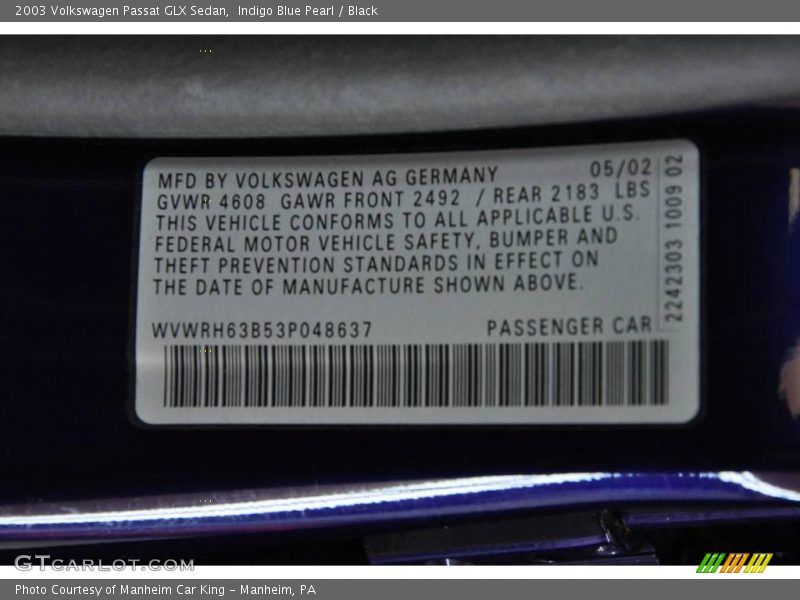 2003 Volkswagen Passat GLX Sedan,  Indigo Blue Pearl / Black
MFD BY VOLKSWAGEN AG GERMANY 05/02
GVWR 4608 GAWR FRONT 2492 / REAR 2183 LBS
THIS VEHICLE CONFORMS TO ALL APPLICABLE U.S.
FEDERAL MOTOR VEHICLE SAFETY, BUMPER AND
THEFT PREVENTION STANDARDS IN EFFECT ON
THE DATE OF MANUFACTURE SHOWN ABOVE.
WVWRH63B53P048637 PASSENGER CAR
2242303 1009 02
GTcarlot.com
Photo Courtesy of Manheim Car King - Manheim, PA